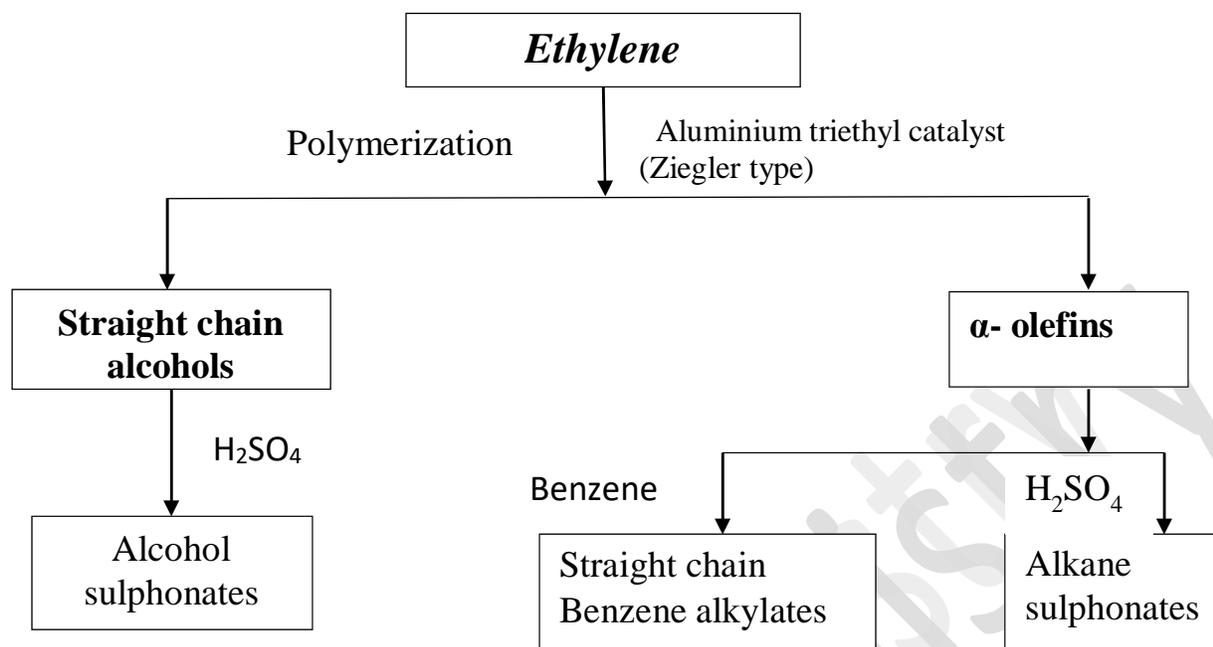 Ethylene
Polymerization
Aluminium triethyl catalyst
(Ziegler type)
Straight chain
alcohols
α- olefins
H₂SO₄
Benzene
H₂SO₄
Alcohol
sulphonates
Straight chain
Benzene alkylates
Alkane
sulphonates